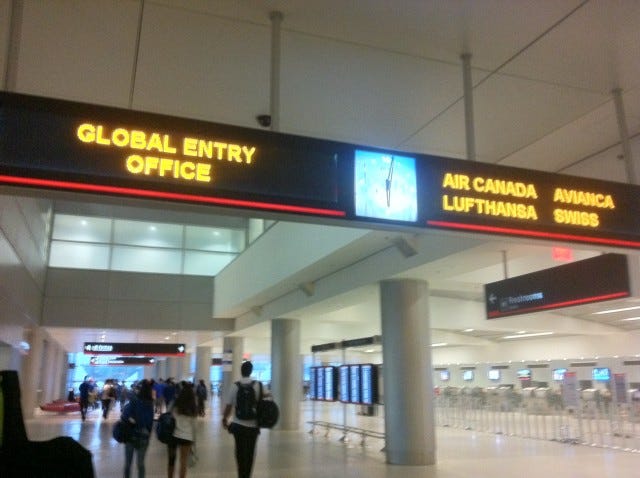 GLOBAL ENTRY
OFFICE
AIR CANADA AVIANCA
LUFTHANSA SWISS
Restrooms